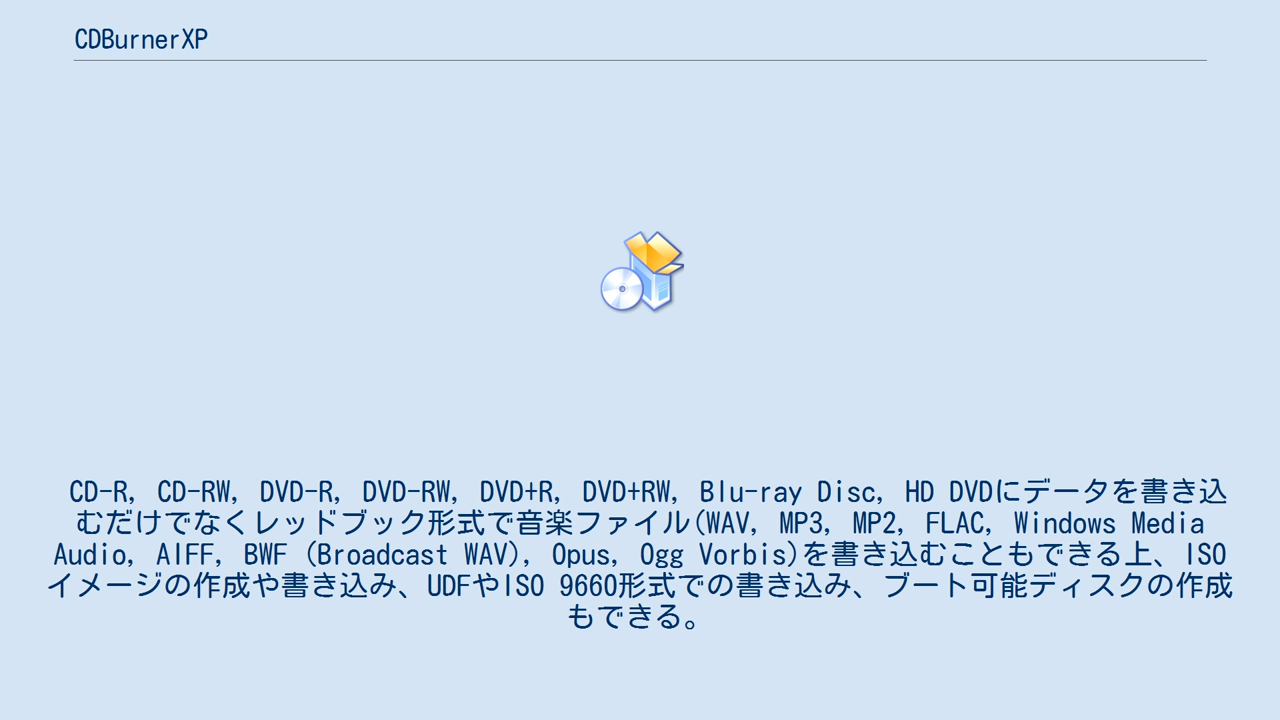 CDBurnerXP
CD-R, CD-RW, DVD-R, DVD-RW, DVD+R, DVD+RW, Blu-ray Disc, HD DVDにデータを書き込
むだけでなくレッドブック形式で音楽ファイル(WAV, MP3, MP2, FLAC, Windows Media
Audio, AIFF, BWF (Broadcast WAV), Opus, Ogg Vorbis)を書き込むこともできる上、ISO
イメージの作成や書き込み、UDFやISO 9660形式での書き込み、ブート可能ディスクの作成
もできる。